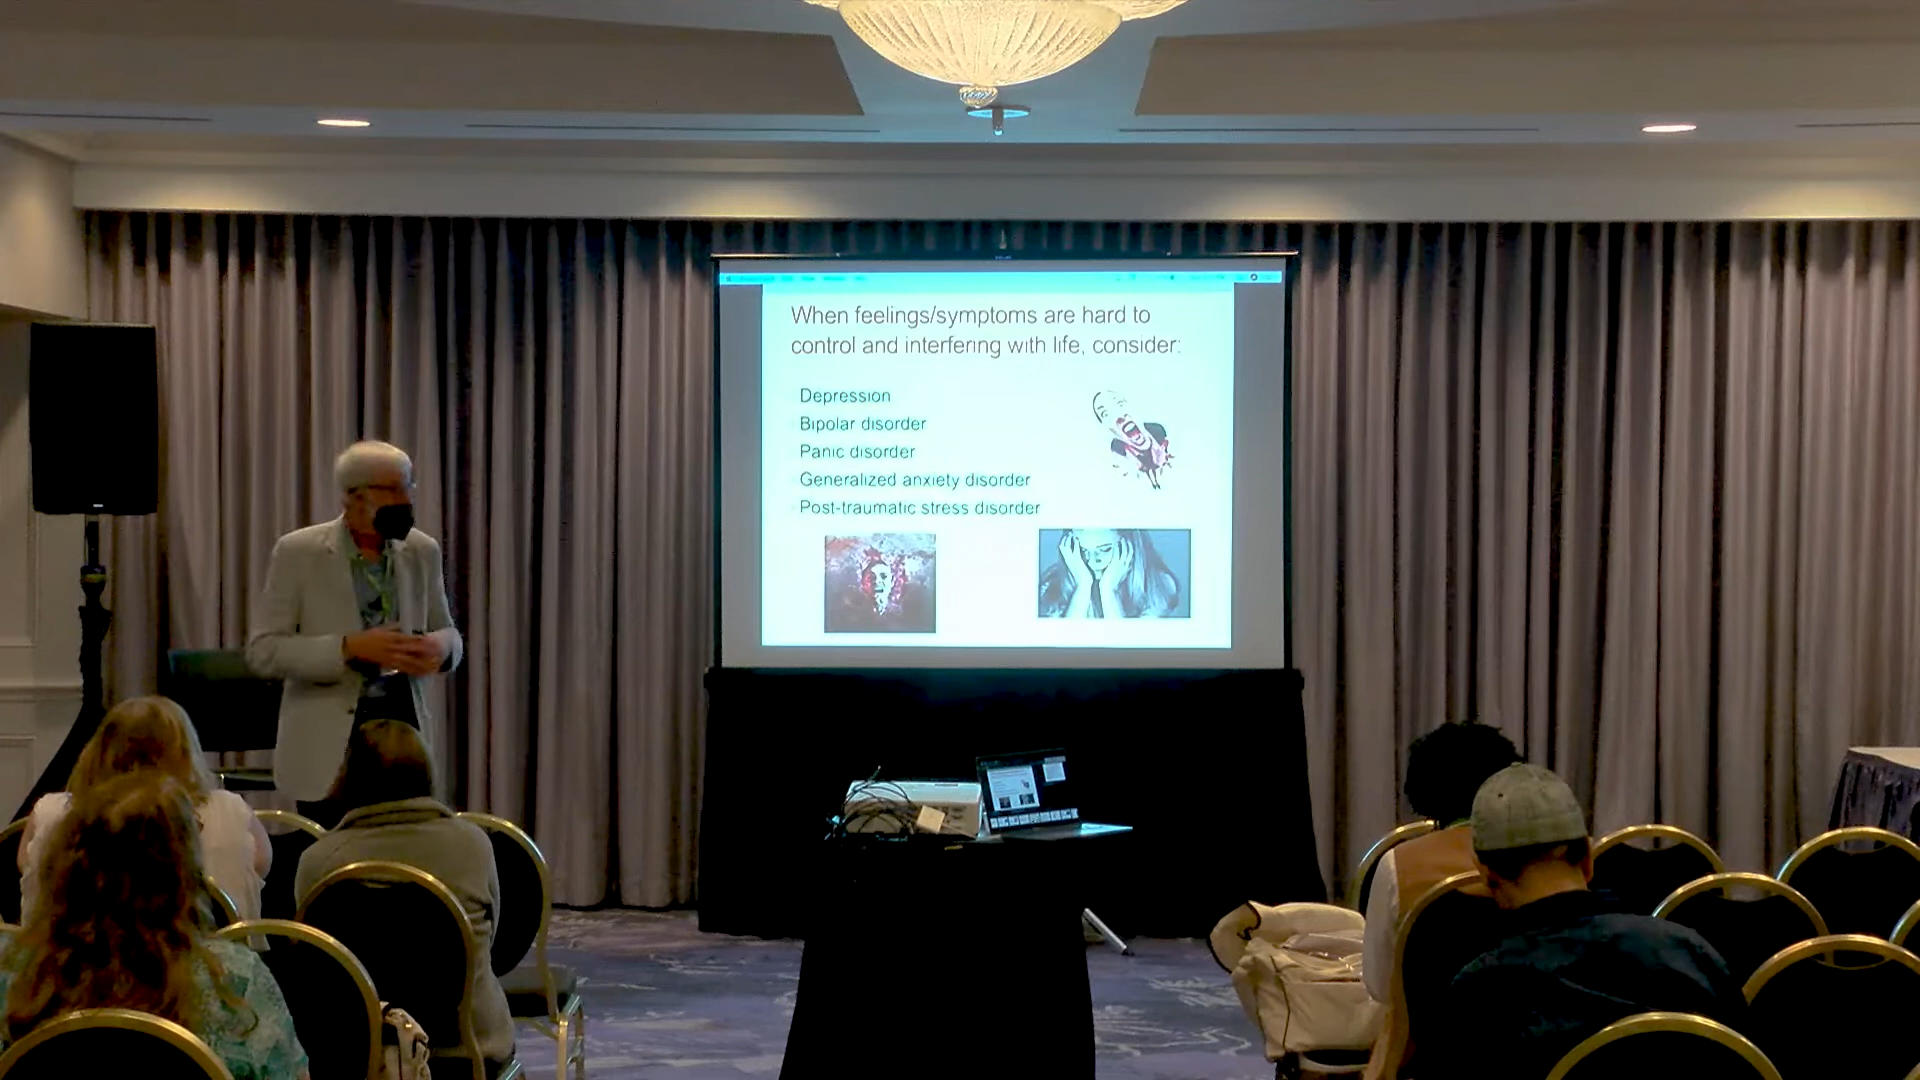 When feelings/symptoms are hard to
control and interfering with life, consider:
Depression
Bipolar disorder
Panic disorder
Generalized anxiety disorder
Post-traumatic stress disorder